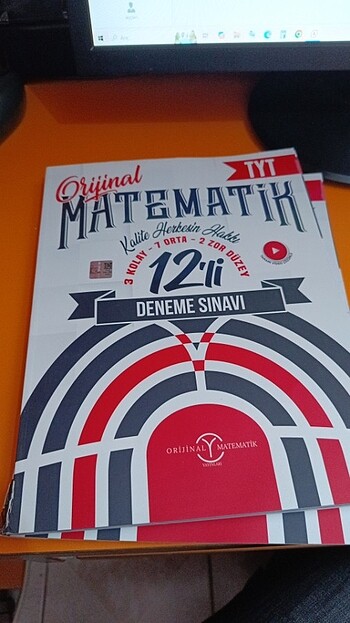 TYT
Orijinal
MATEMATİK
Kalite Herkesin Hakkı
3 KOLAY - 7 ORTA - 2 ZOR DÜZEY
12'li
DENEME SINAVI
ORİJİNAL MATEMATİK
YAYINLARI